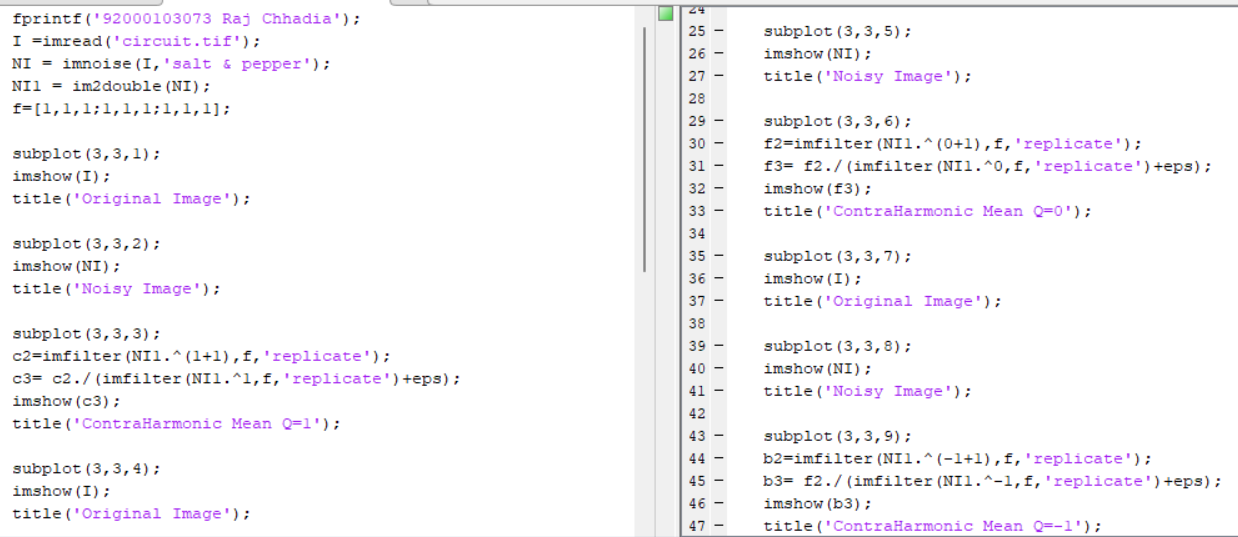 fprintf('92000103073 Raj Chhadia');
I =imread('circuit.tif');
NI = imnoise(I,'salt & pepper');
NI1 = im2double(NI);
f=[1,1,1;1,1,1;1,1,1];
subplot(3,3,1);
imshow(I);
title('Original Image');
subplot(3,3,2);
imshow(NI);
title('Noisy Image');
subplot(3,3,3);
c2=imfilter(NI1.^(1+1),f,'replicate');
c3= c2./(imfilter(NI1.^1,f,'replicate')+eps);
imshow(c3);
title('ContraHarmonic Mean Q=1');
subplot(3,3,4);
imshow(I);
title('Original Image');
24
25 - subplot(3,3,5);
26 - imshow(NI);
27 - title('Noisy Image');
28
29 - subplot(3,3,6);
30 - f2=imfilter(NI1.^(0+1),f,'replicate');
31 - f3= f2./(imfilter(NI1.^0,f,'replicate')+eps);
32 - imshow(f3);
33 - title('ContraHarmonic Mean Q=0');
34
35 - subplot(3,3,7);
36 - imshow(I);
37 - title('Original Image');
38
39 - subplot(3,3,8);
40 - imshow(NI);
41 - title('Noisy Image');
42
43 - subplot(3,3,9);
44 - b2=imfilter(NI1.^(-1+1),f,'replicate');
45 - b3= f2./(imfilter(NI1.^-1,f,'replicate')+eps);
46 - imshow(b3);
47 - title('ContraHarmonic Mean Q=-1');